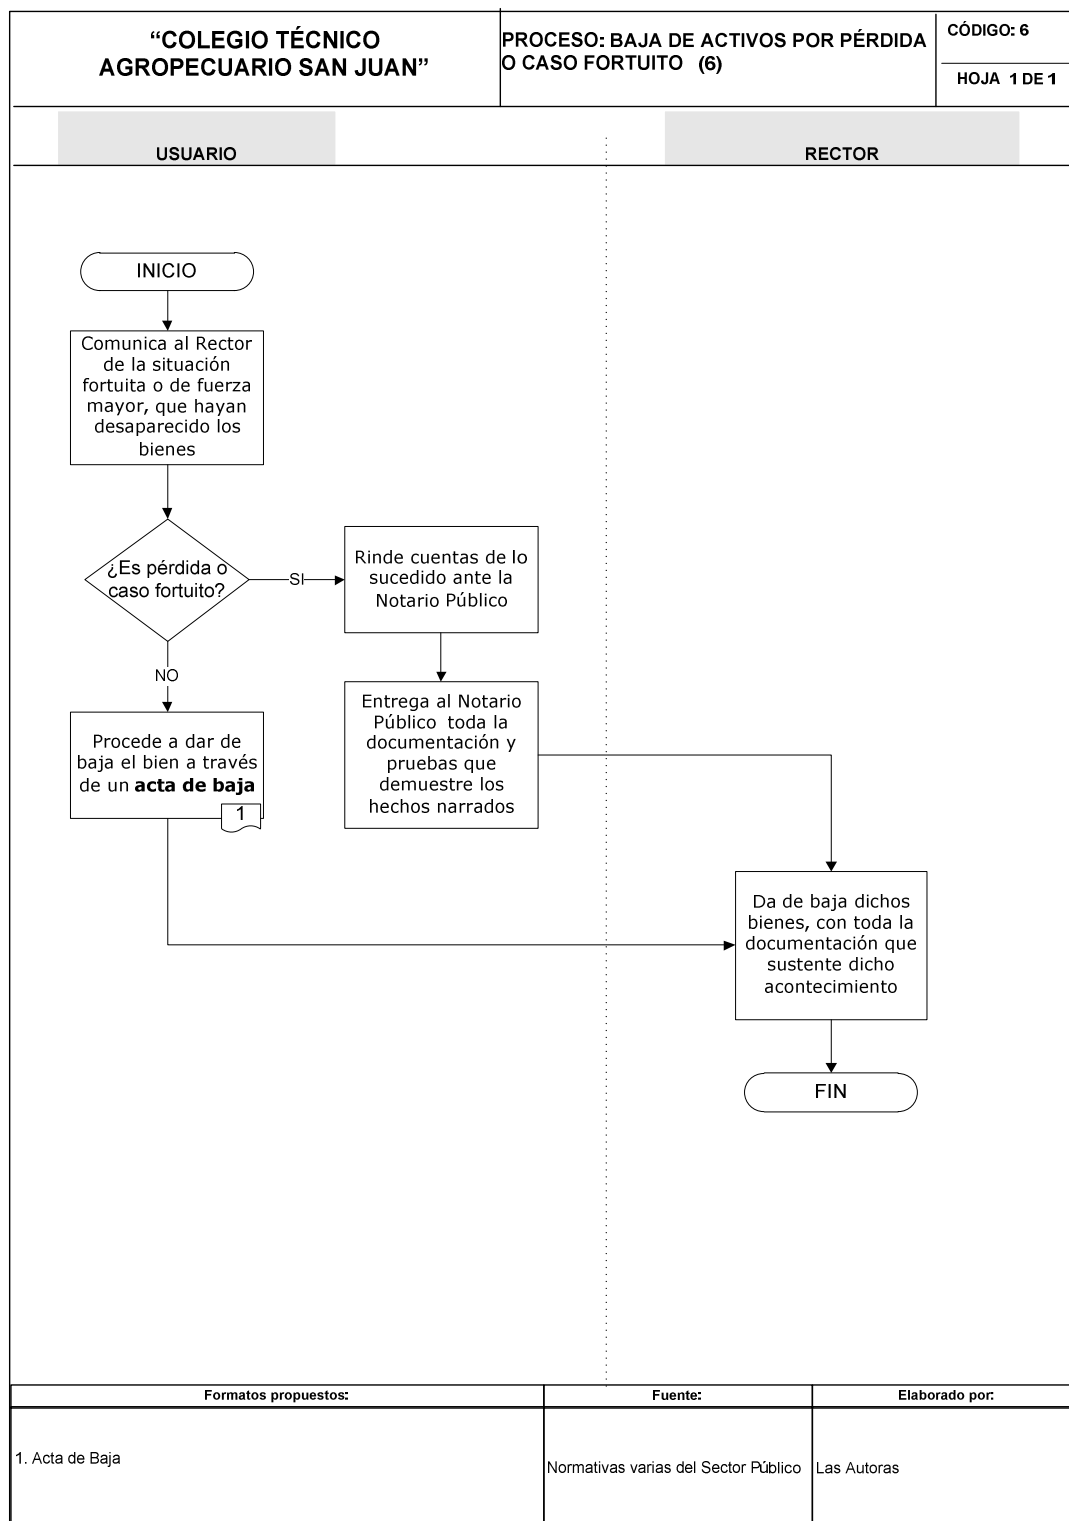 “COLEGIO TÉCNICO
AGROPECUARIO SAN JUAN”
PROCESO: BAJA DE ACTIVOS POR PÉRDIDA
O CASO FORTUITO (6)
CÓDIGO: 6
HOJA 1 DE 1
USUARIO
RECTOR
INICIO
Comunica al Rector
de la situación
fortuita o de fuerza
mayor, que hayan
desaparecido los
bienes
¿Es pérdida o
caso fortuito?
SI
Rinde cuentas de lo
sucedido ante la
Notario Público
NO
Entrega al Notario
Público toda la
documentación y
pruebas que
demuestre los
hechos narrados
Procede a dar de
baja el bien a través
de un acta de baja
1
Da de baja dichos
bienes, con toda la
documentación que
sustente dicho
acontecimiento
FIN
Formatos propuestos:
Fuente:
Elaborado por:
1. Acta de Baja
Normativas varias del Sector Público
Las Autoras